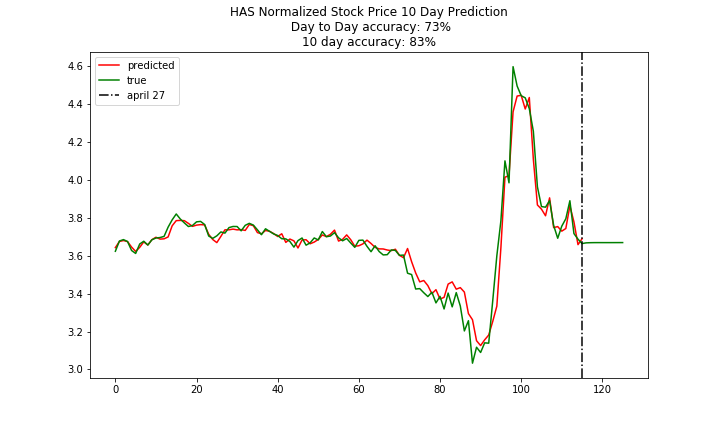 HAS Normalized Stock Price 10 Day Prediction
Day to Day accuracy: 73%
10 day accuracy: 83%
predicted
true
april 27
4.6
4.4
4.2
4.0
3.8
3.6
3.4
3.2
3.0
0 20 40 60 80 100 120